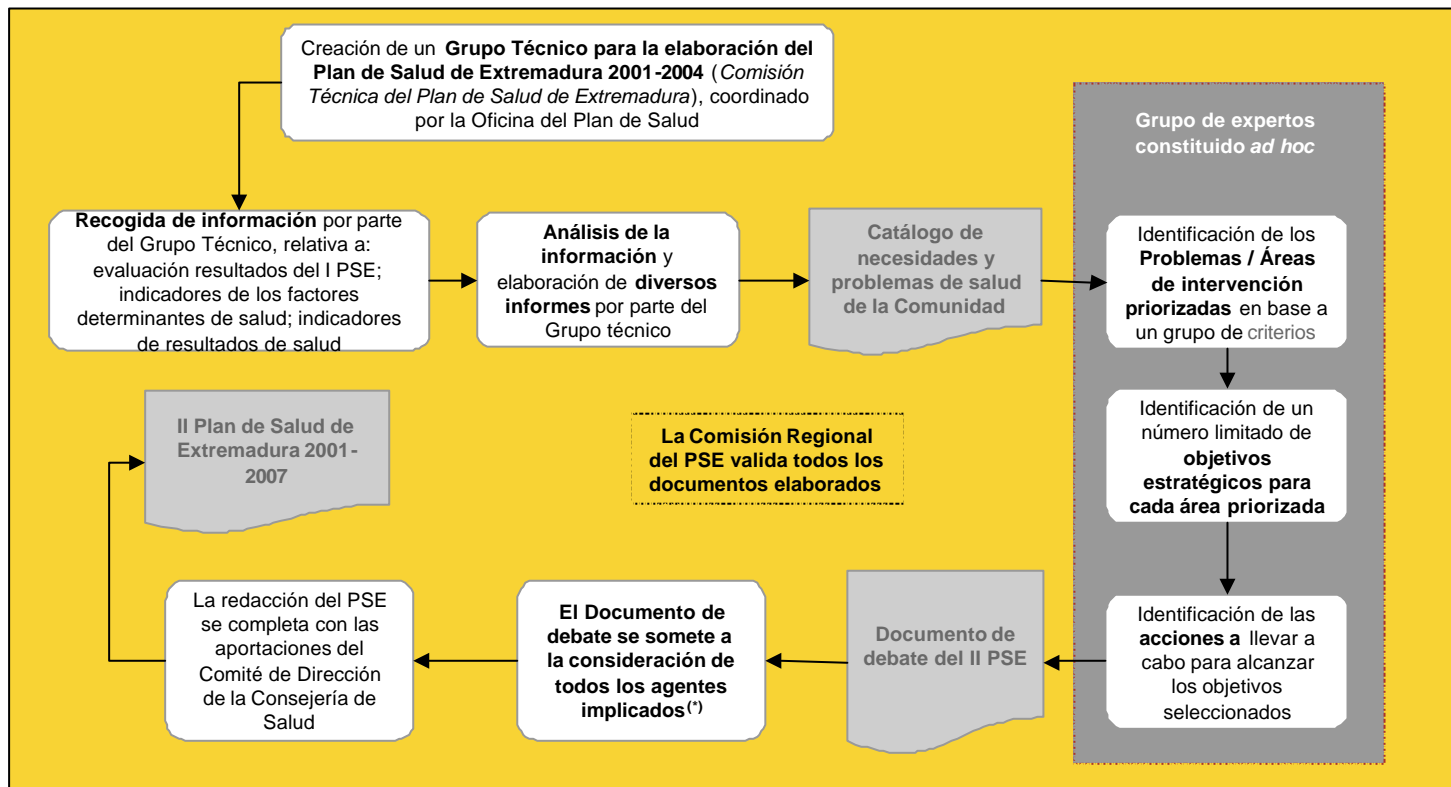 Creación de un Grupo Técnico para la elaboración del
Plan de Salud de Extremadura 2001-2004 (Comisión
Técnica del Plan de Salud de Extremadura), coordinado
por la Oficina del Plan de Salud
Grupo de expertos
constituido ad hoc
Recogida de información por parte
del Grupo Técnico, relativa a:
evaluación resultados del I PSE;
indicadores de los factores
determinantes de salud; indicadores
de resultados de salud
Análisis de la
información y
elaboración de diversos
informes por parte del
Grupo técnico
Catálogo de
necesidades y
problemas de salud
de la Comunidad
Identificación de los
Problemas / Áreas
de intervención
priorizadas en base a
un grupo de criterios
Identificación de un
número limitado de
objetivos
estratégicos para
cada área priorizada
Identificación de las
acciones a llevar a
cabo para alcanzar
los objetivos
seleccionados
Documento de
debate del II PSE
El Documento de
debate se somete a
la consideración de
todos los agentes
implicados(*)
La redacción del PSE
se completa con las
aportaciones del
Comité de Dirección
de la Consejería de
Salud
II Plan de Salud de
Extremadura 2001-
2007
La Comisión Regional
del PSE valida todos los
documentos elaborados